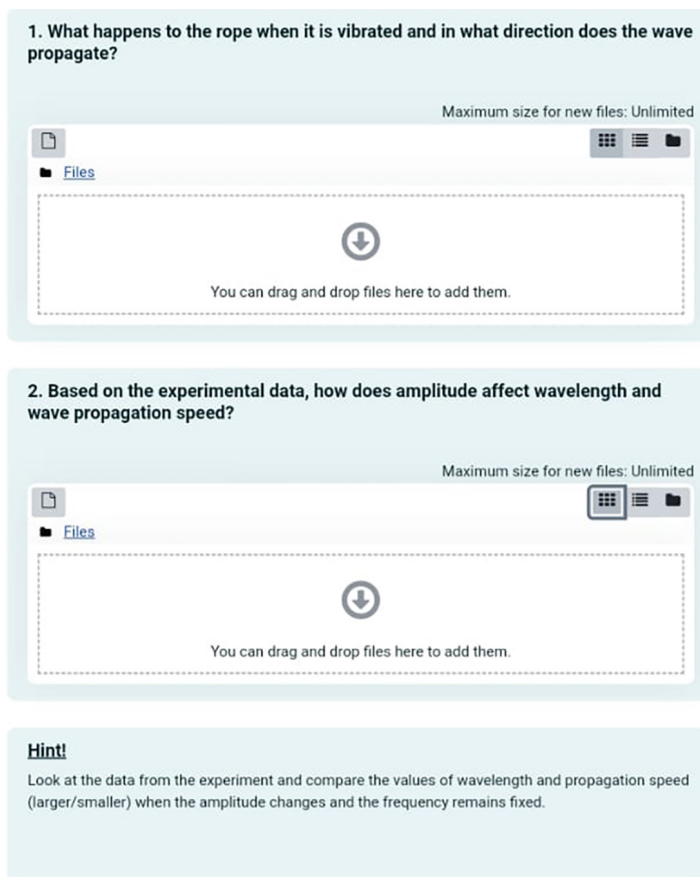 1. What happens to the rope when it is vibrated and in what direction does the wave
propagate?
Maximum size for new files: Unlimited
Files
You can drag and drop files here to add them.
2. Based on the experimental data, how does amplitude affect wavelength and
wave propagation speed?
Maximum size for new files: Unlimited
Files
You can drag and drop files here to add them.
Hint!
Look at the data from the experiment and compare the values of wavelength and propagation speed
(larger/smaller) when the amplitude changes and the frequency remains fixed.